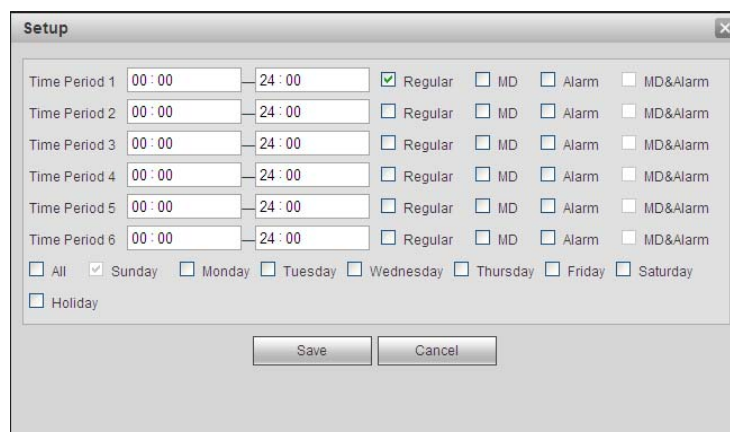 Setup
Time Period 1 00:00 — 24:00 Regular MD Alarm MD&Alarm
Time Period 2 00:00 — 24:00 Regular MD Alarm MD&Alarm
Time Period 3 00:00 — 24:00 Regular MD Alarm MD&Alarm
Time Period 4 00:00 — 24:00 Regular MD Alarm MD&Alarm
Time Period 5 00:00 — 24:00 Regular MD Alarm MD&Alarm
Time Period 6 00:00 — 24:00 Regular MD Alarm MD&Alarm
All Sunday Monday Tuesday Wednesday Thursday Friday Saturday
Holiday
Save Cancel